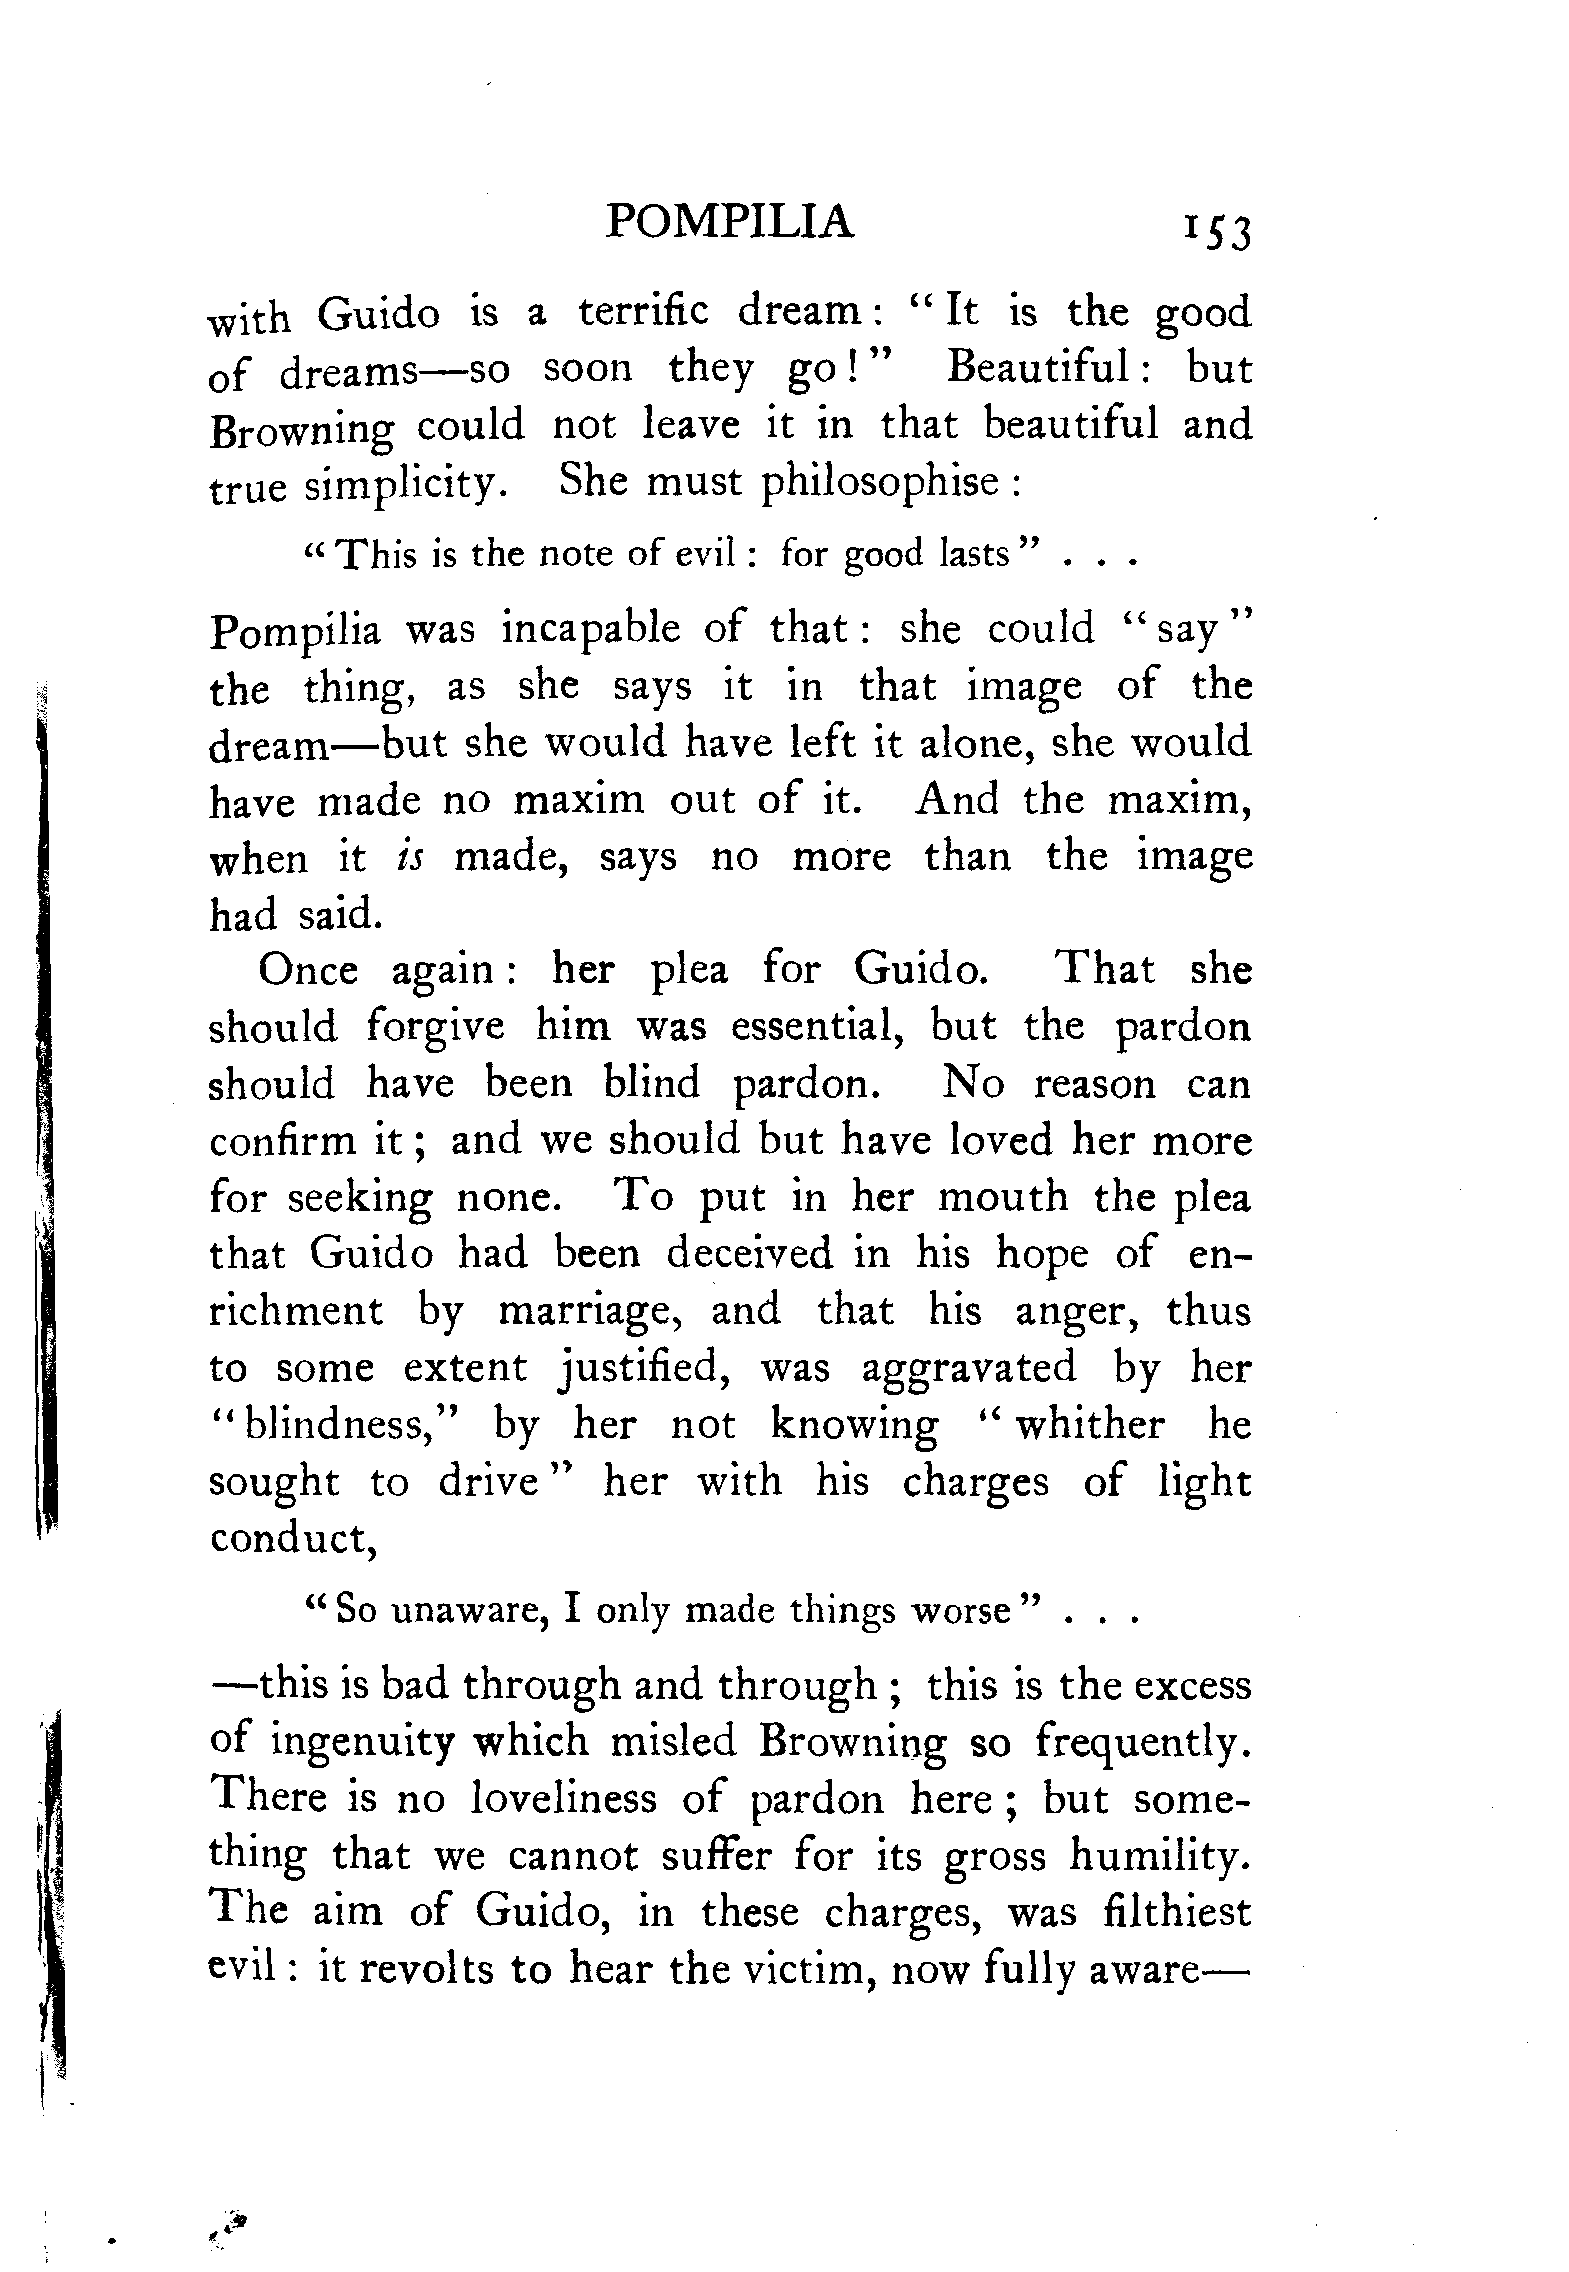 POMPILIA 153
with Guido is a terrific dream : “ It is the good
of dreams—so soon they go ! ” Beautiful : but
Browning could not leave it in that beautiful and
true simplicity. She must philosophise :
“ This is the note of evil : for good lasts ” . . .
Pompilia was incapable of that : she could “ say ”
the thing, as she says it in that image of the
dream—but she would have left it alone, she would
have made no maxim out of it. And the maxim,
when it is made, says no more than the image
had said.
Once again : her plea for Guido. That she
should forgive him was essential, but the pardon
should have been blind pardon. No reason can
confirm it ; and we should but have loved her more
for seeking none. To put in her mouth the plea
that Guido had been deceived in his hope of en-
richment by marriage, and that his anger, thus
to some extent justified, was aggravated by her
“ blindness,” by her not knowing “ whither he
sought to drive ” her with his charges of light
conduct,
“ So unaware, I only made things worse ” . . .
—this is bad through and through ; this is the excess
of ingenuity which misled Browning so frequently.
There is no loveliness of pardon here ; but some-
thing that we cannot suffer for its gross humility.
The aim of Guido, in these charges, was filthiest
evil : it revolts to hear the victim, now fully aware—